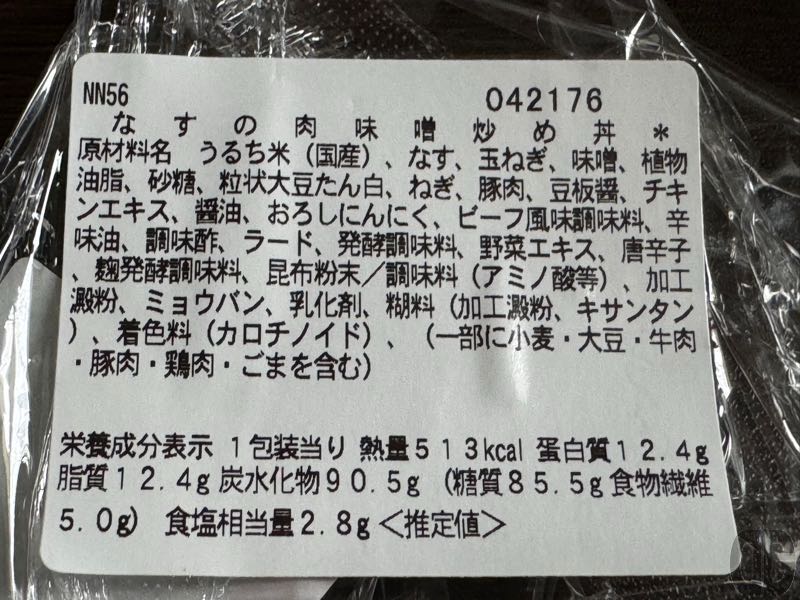 NN56 042176
なすの肉味噌炒め丼＊
原材料名 うるち米（国産）、なす、玉ねぎ、味噌、植物
油脂、砂糖、粒状大豆たん白、ねぎ、豚肉、豆板醤、チキ
ンエキス、醤油、おろしにんにく、ビーフ風味調味料、辛
味油、調味酢、ラード、発酵調味料、野菜エキス、唐辛子
、麹発酵調味料、昆布粉末／調味料（アミノ酸等）、加工
澱粉、ミョウバン、乳化剤、糊料（加工澱粉、キサンタン
）、着色料（カロチノイド）、（一部に小麦・大豆・牛肉
・豚肉・鶏肉・ごまを含む）
栄養成分表示 １包装当り 熱量５１３kcal 蛋白質１２.４g
脂質１２.４g 炭水化物９０.５g （糖質８５.５g 食物繊維
５.０g） 食塩相当量２.８g＜推定値＞